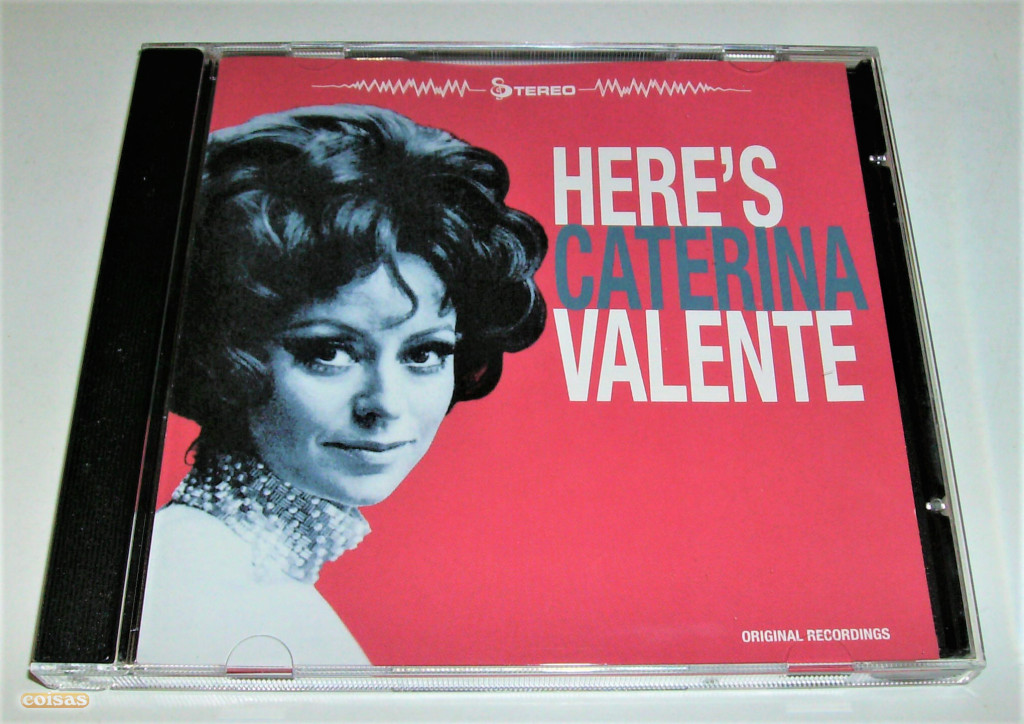 STEREO
HERE'S
CATERINA
VALENTE
ORIGINAL RECORDINGS
coisas